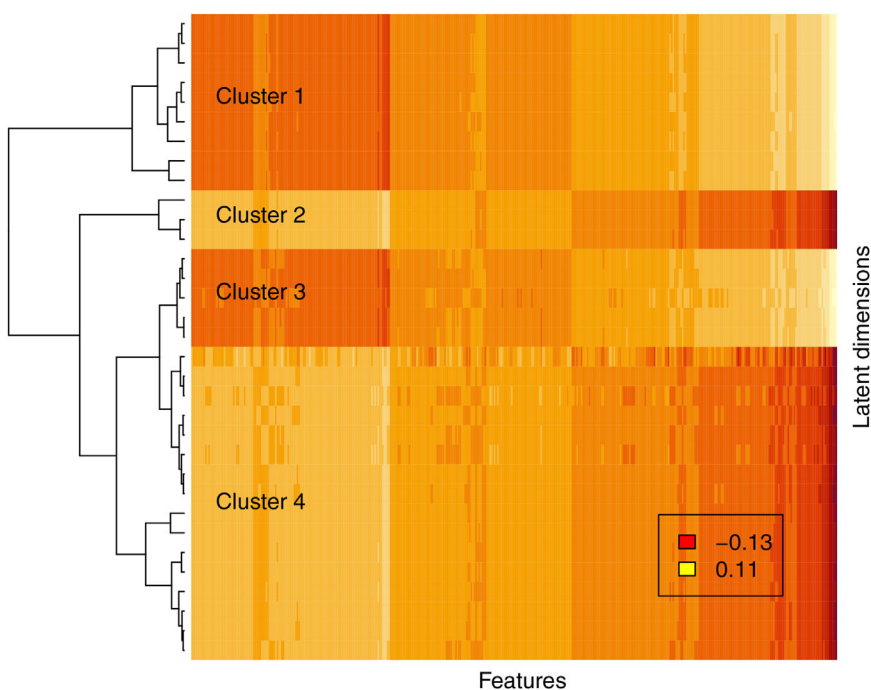 Cluster 1
Cluster 2
Cluster 3
Cluster 4
−0.13
0.11
Latent dimensions
Features